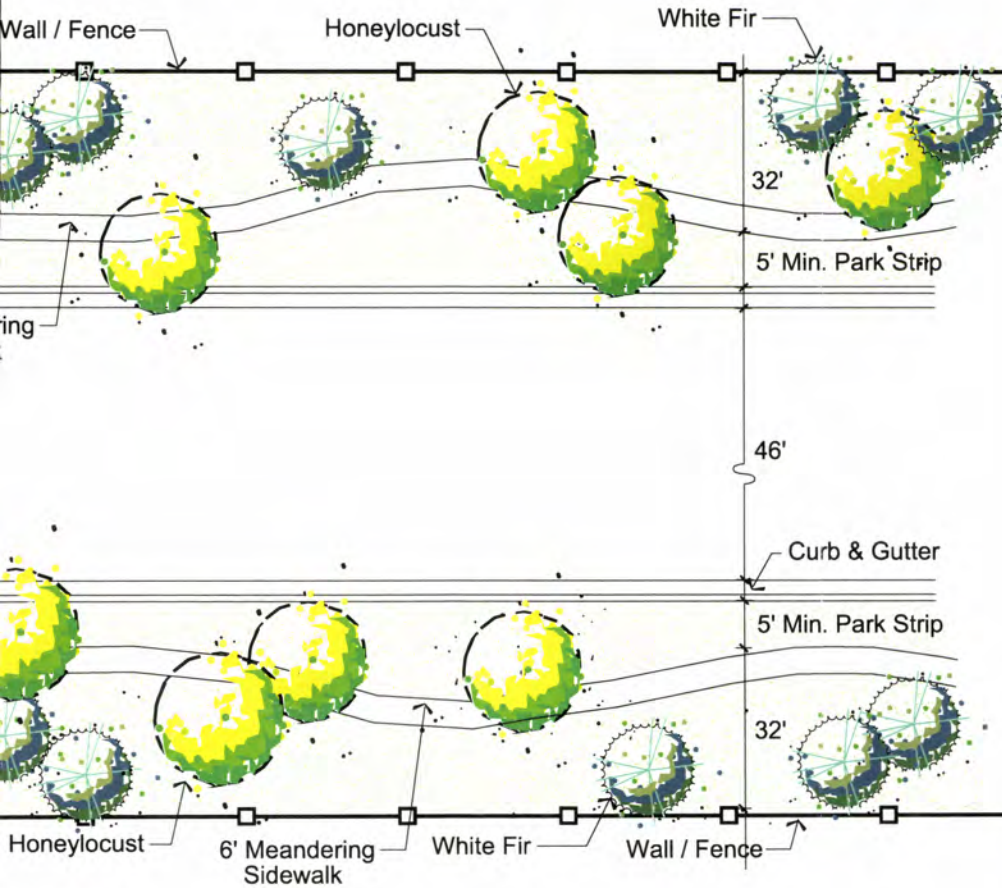 Wall / Fence
Honeylocust
White Fir
32'
5' Min. Park Strip
ring
46'
Curb & Gutter
5' Min. Park Strip
32'
Honeylocust
6' Meandering
Sidewalk
White Fir
Wall / Fence